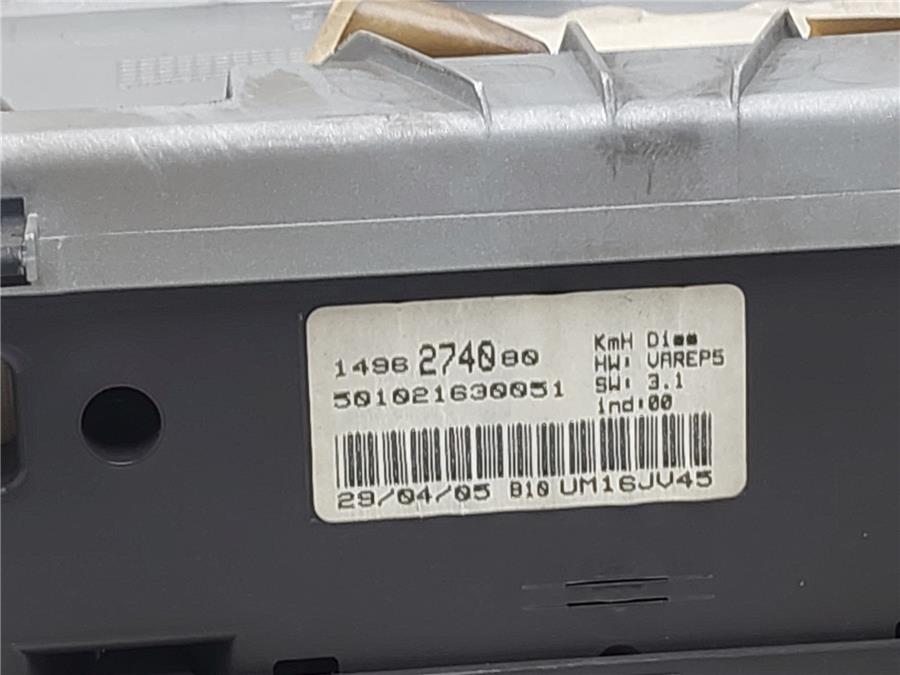 1496 2740 80
501021630051
KmH Di
HW: VAREP5
SW: 3.1
ind:00
29/04/05 B10 UM16JV45